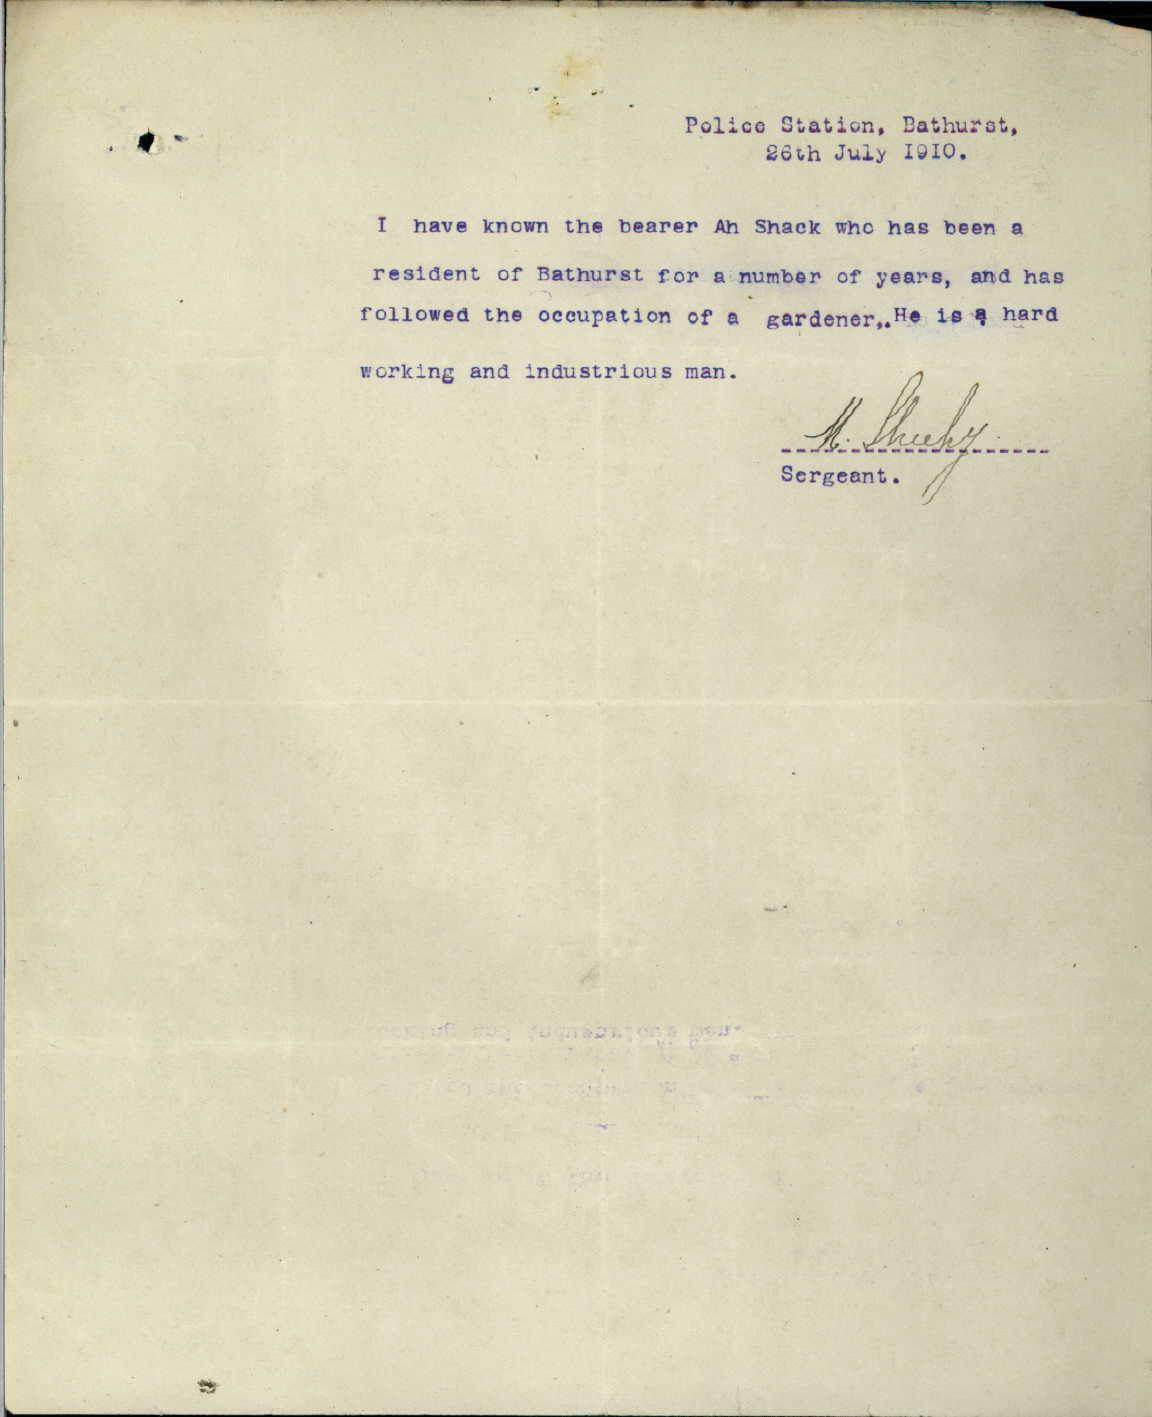 Police Station, Bathurst,
26th July 1910.
I have known the bearer Ah Shack who has been a
resident of Bathurst for a number of years, and has
followed the occupation of a gardener,. He is a hard
working and industrious man.
M. Sheehy
Sergeant.